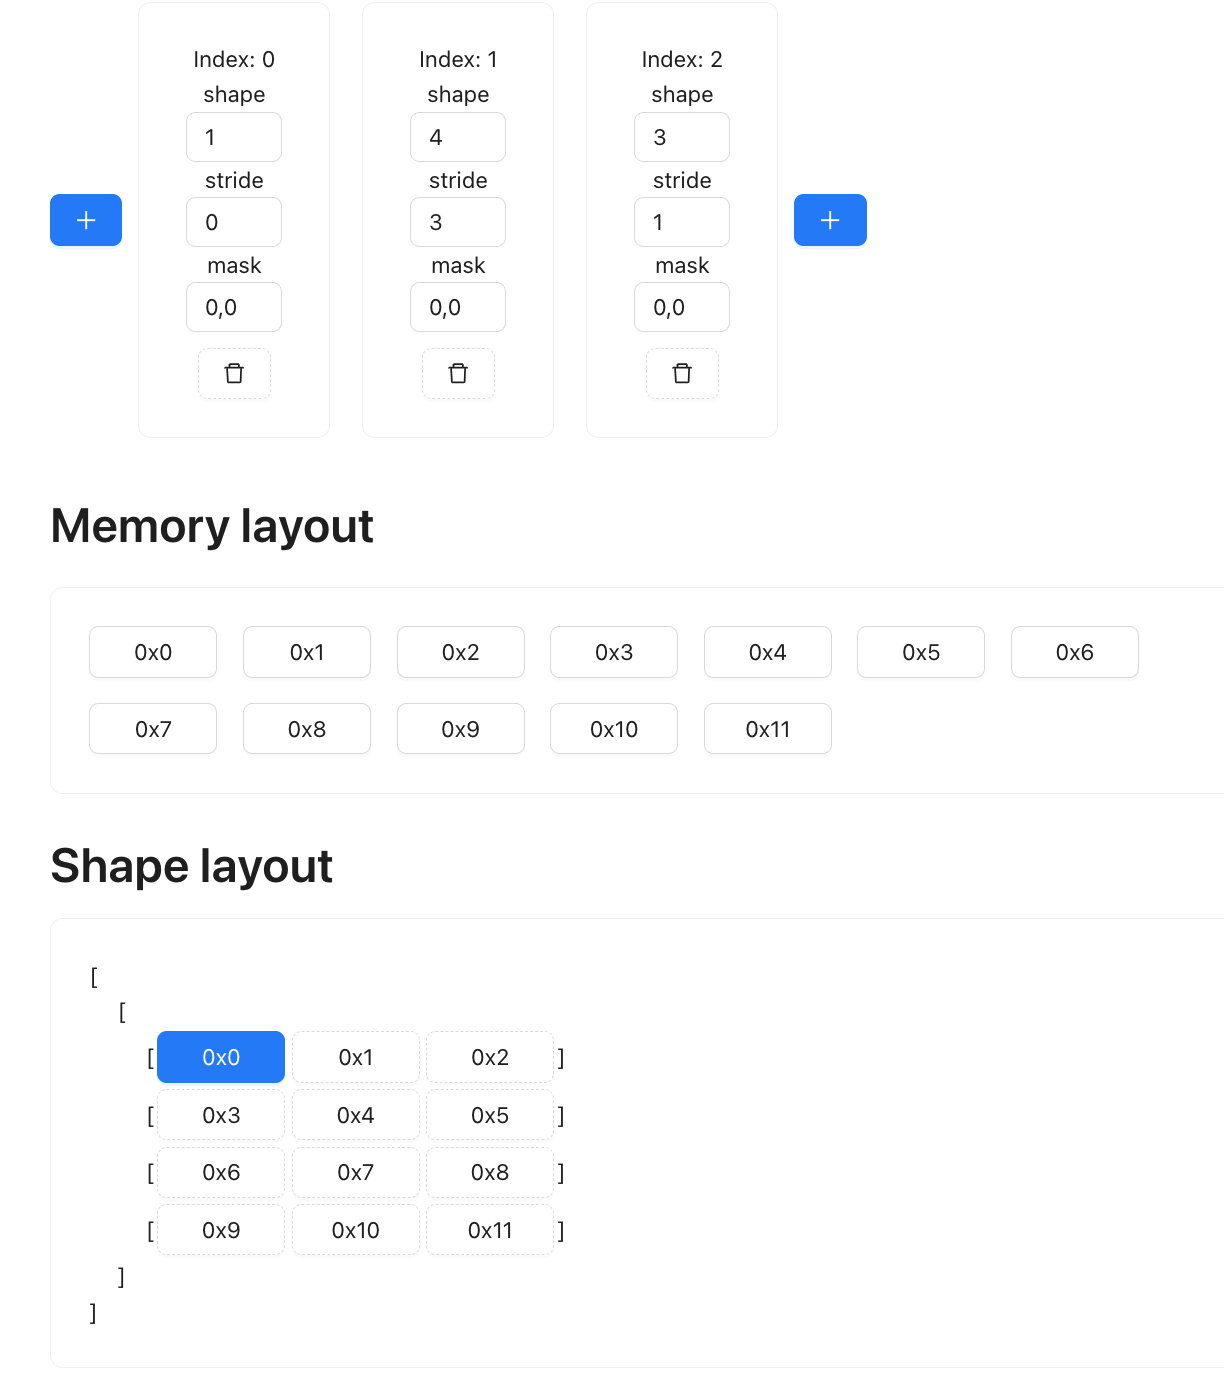 Index: 0 Index: 1 Index: 2
shape shape shape
1 4 3
stride stride stride
+ 0 3 1 +
mask mask mask
0,0 0,0 0,0
Memory layout
0x0 0x1 0x2 0x3 0x4 0x5 0x6
0x7 0x8 0x9 0x10 0x11
Shape layout
[
[
[ 0x0 0x1 0x2 ]
[ 0x3 0x4 0x5 ]
[ 0x6 0x7 0x8 ]
[ 0x9 0x10 0x11 ]
]
]